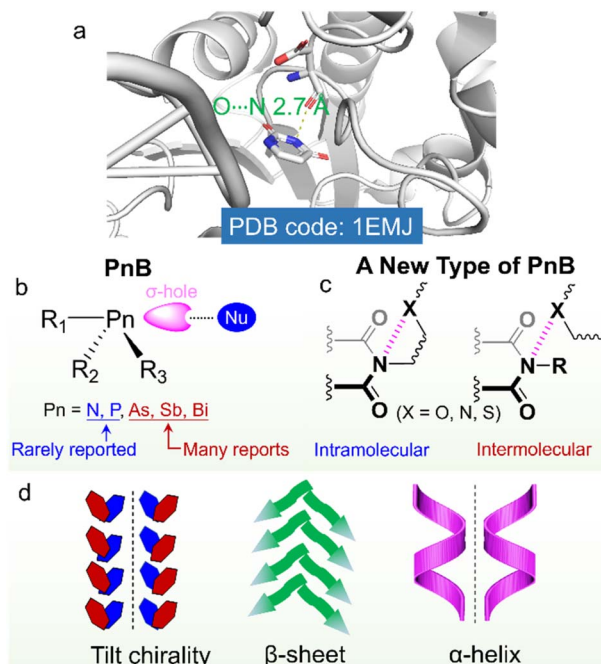 a
O···N 2.7 Å
PDB code: 1EMJ
PnB
b
σ-hole
R1
Pn
Nu
R2
R3
Pn = N, P, As, Sb, Bi
Rarely reported
Many reports
A New Type of PnB
c
X
O
N
O
(X = O, N, S)
Intramolecular
X
O
N–R
O
Intermolecular
d
Tilt chirality
β-sheet
α-helix